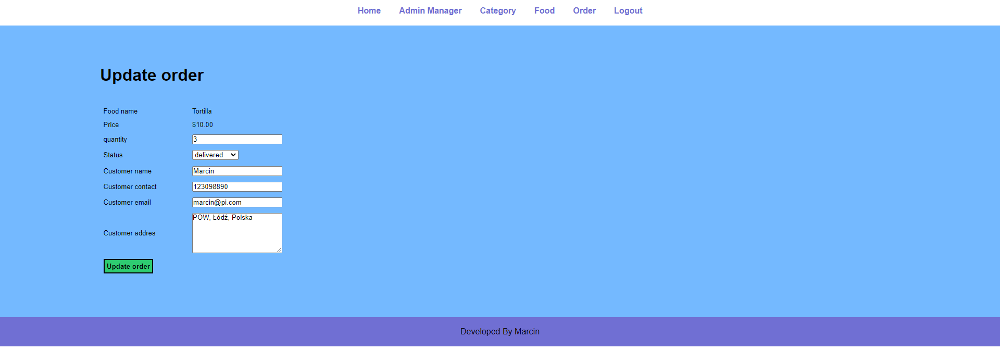 Home Admin Manager Category Food Order Logout
Update order
Food name Tortilla
Price $10.00
quantity 3
Status delivered
Customer name Marcin
Customer contact 123098890
Customer email marcin@pi.com
Customer addres POW, Łódź, Polska
Update order
Developed By Marcin